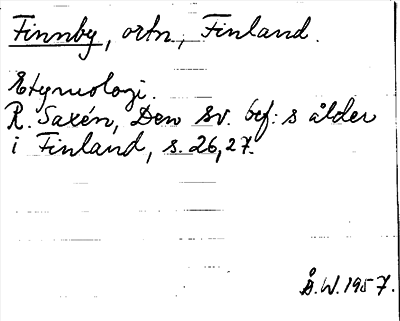 Finnby, ortn., Finland.
Etymologi.
R. Saxén, Den sv. bef:s ålder
i Finland, s. 26, 27.
Å.W. 1957.